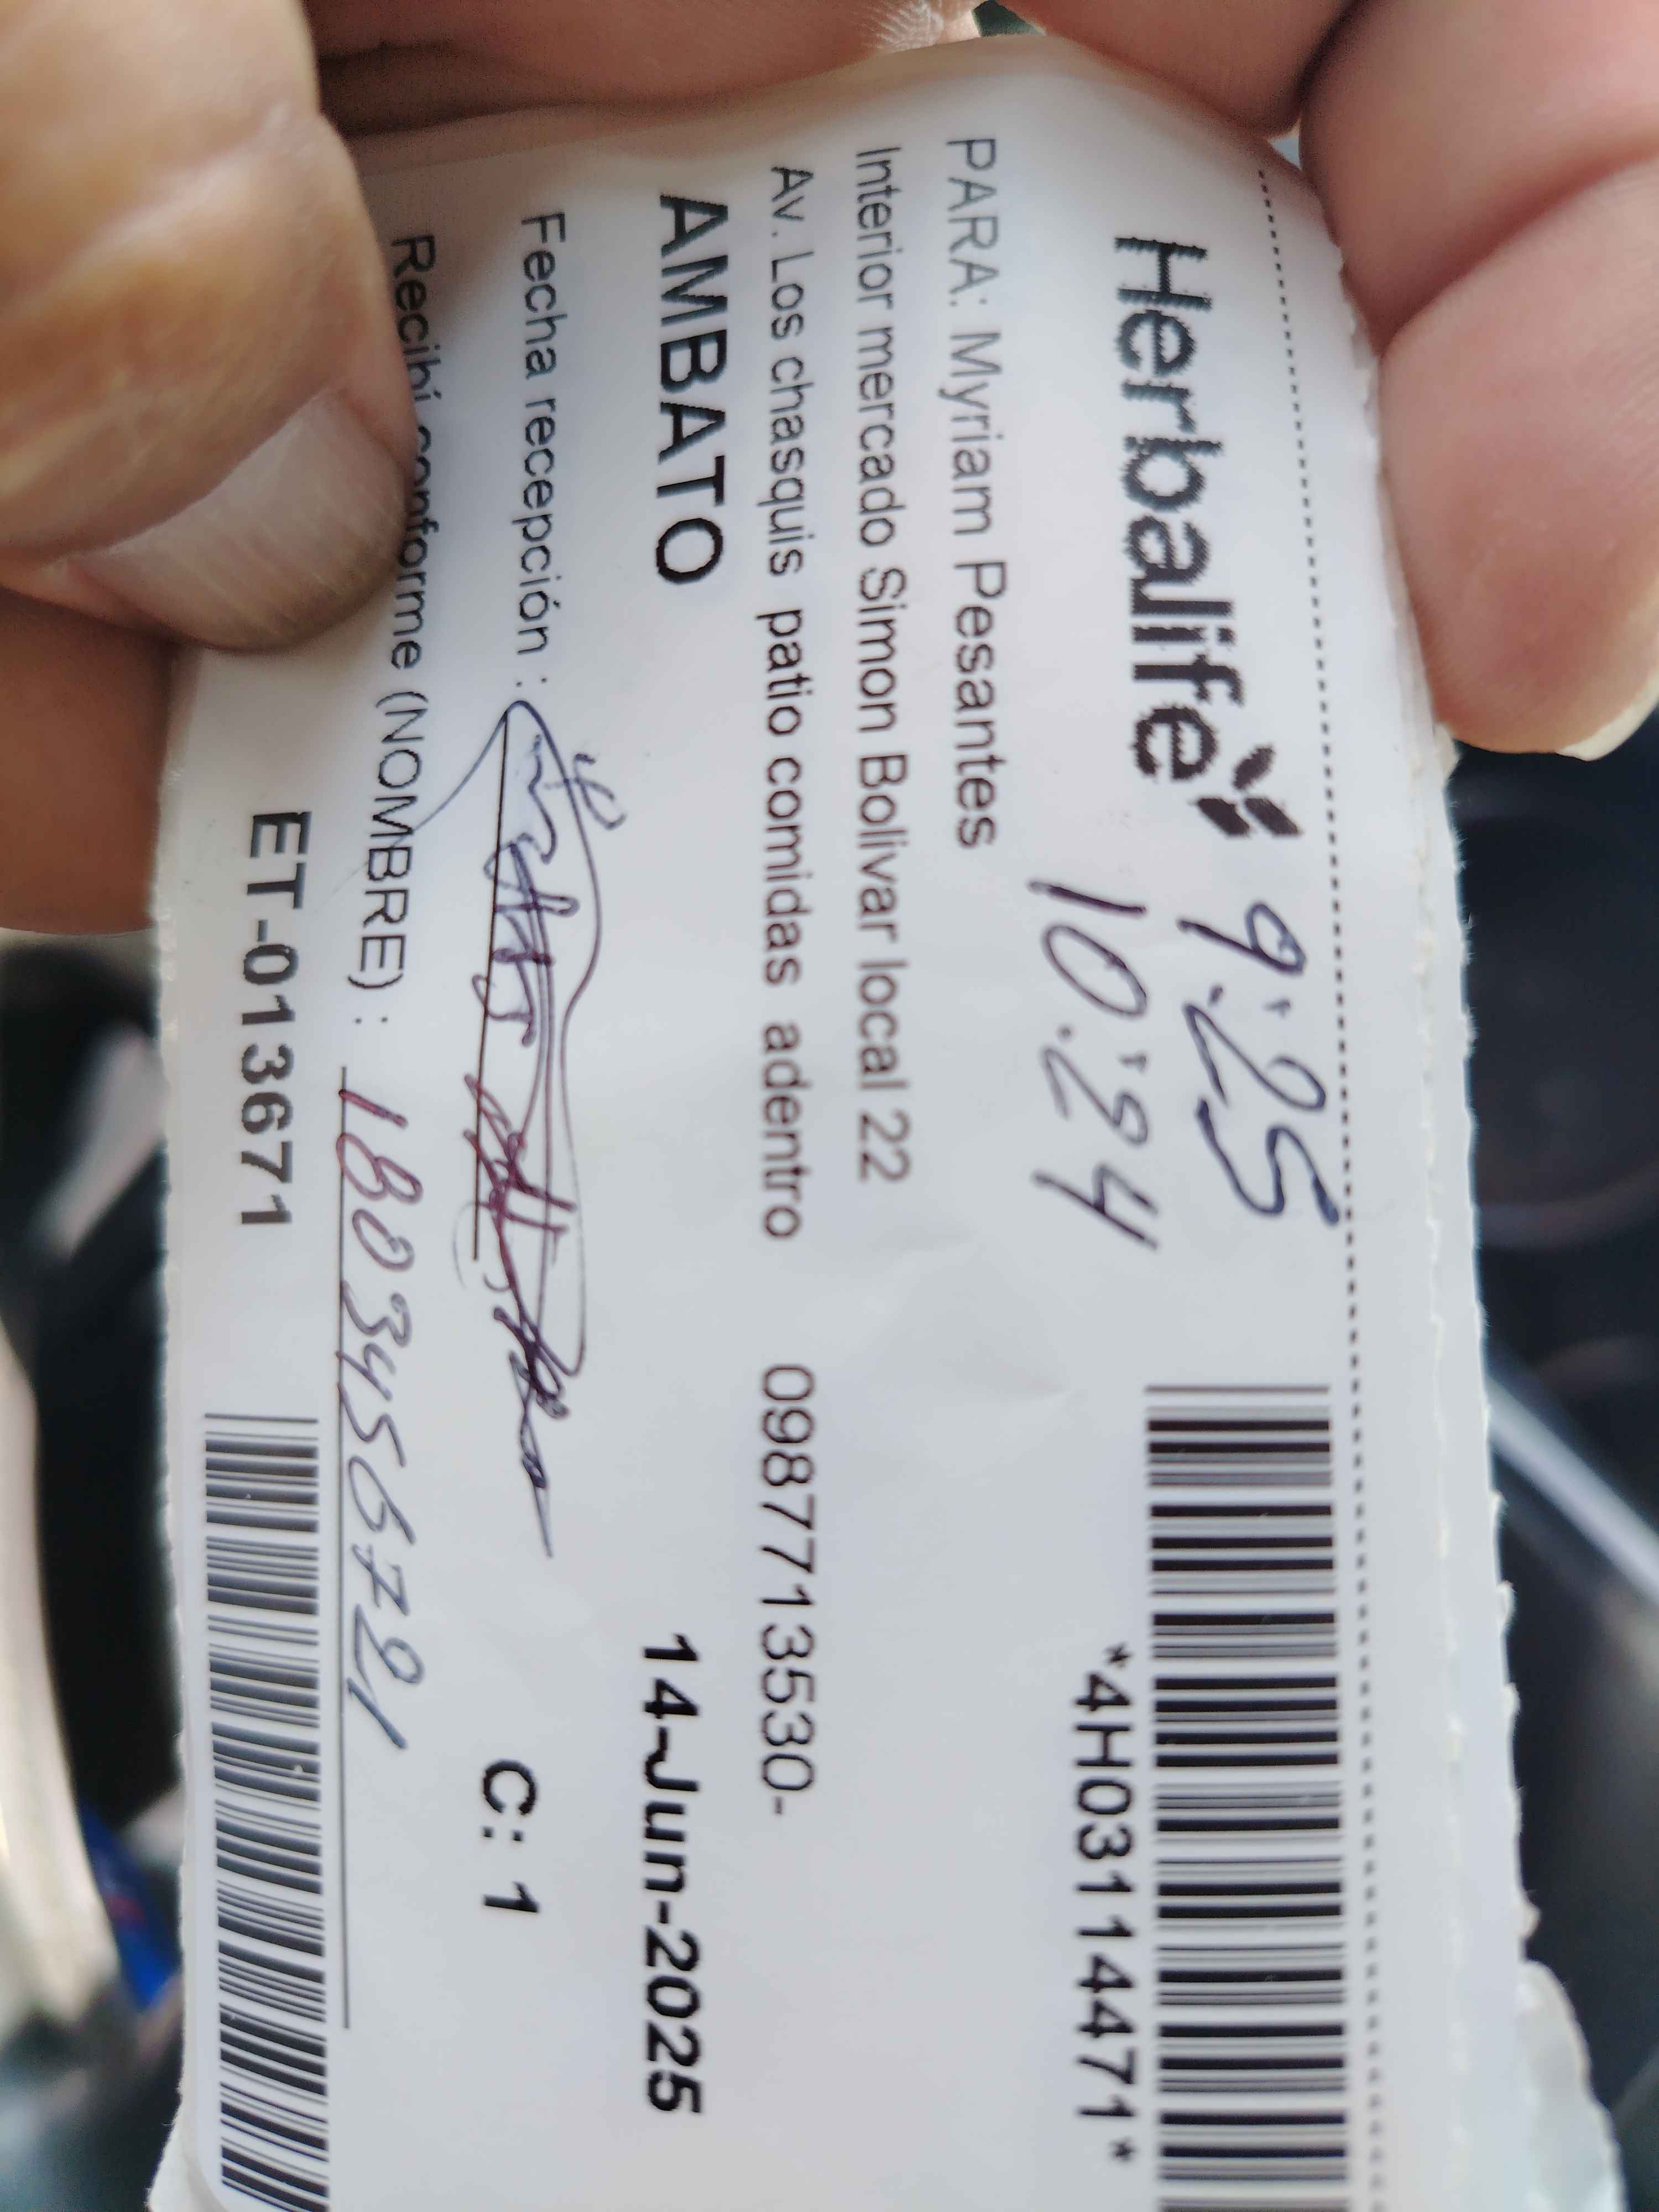 Herbalife
9:25
10:24
*4H03114471*
PARA: Myriam Pesantes
Interior mercado Simon Bolivar local 22
Av. Los chasquis patio comidas adentro 0987713530-
AMBATO 14-Jun-2025
Fecha recepción :
C: 1
Recibí conforme (NOMBRE) : 1803456721
ET-013671